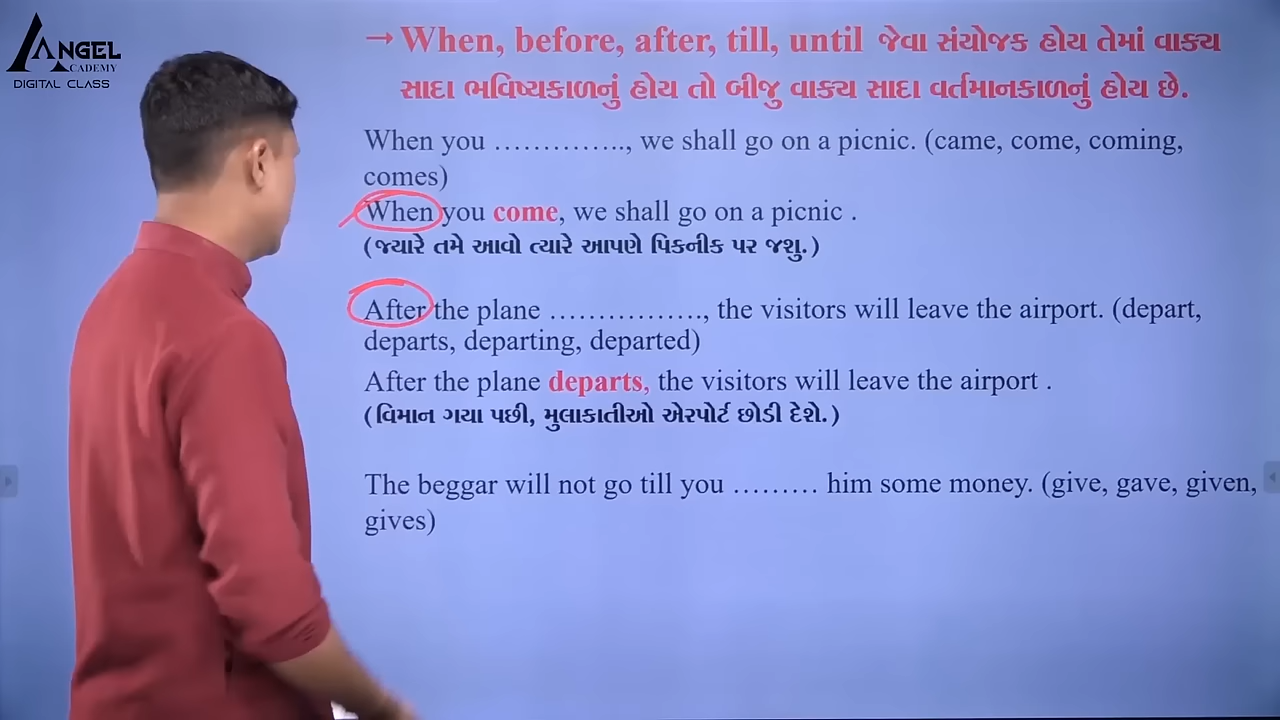 ANGEL
ACADEMY
DIGITAL CLASS
→ When, before, after, till, until જેવા સંયોજક હોય તેમાં વાક્ય
સાદા ભવિષ્યકાળનું હોય તો બીજુ વાક્ય સાદા વર્તમાનકાળનું હોય છે.
When you ………….., we shall go on a picnic. (came, come, coming,
comes)
When you come, we shall go on a picnic .
(જ્યારે તમે આવો ત્યારે આપણે પિકનીક પર જશુ.)
After the plane ……………., the visitors will leave the airport. (depart,
departs, departing, departed)
After the plane departs, the visitors will leave the airport .
(વિમાન ગયા પછી, મુલાકાતીઓ એરપોર્ટ છોડી દેશે.)
The beggar will not go till you ……… him some money. (give, gave, given,
gives)